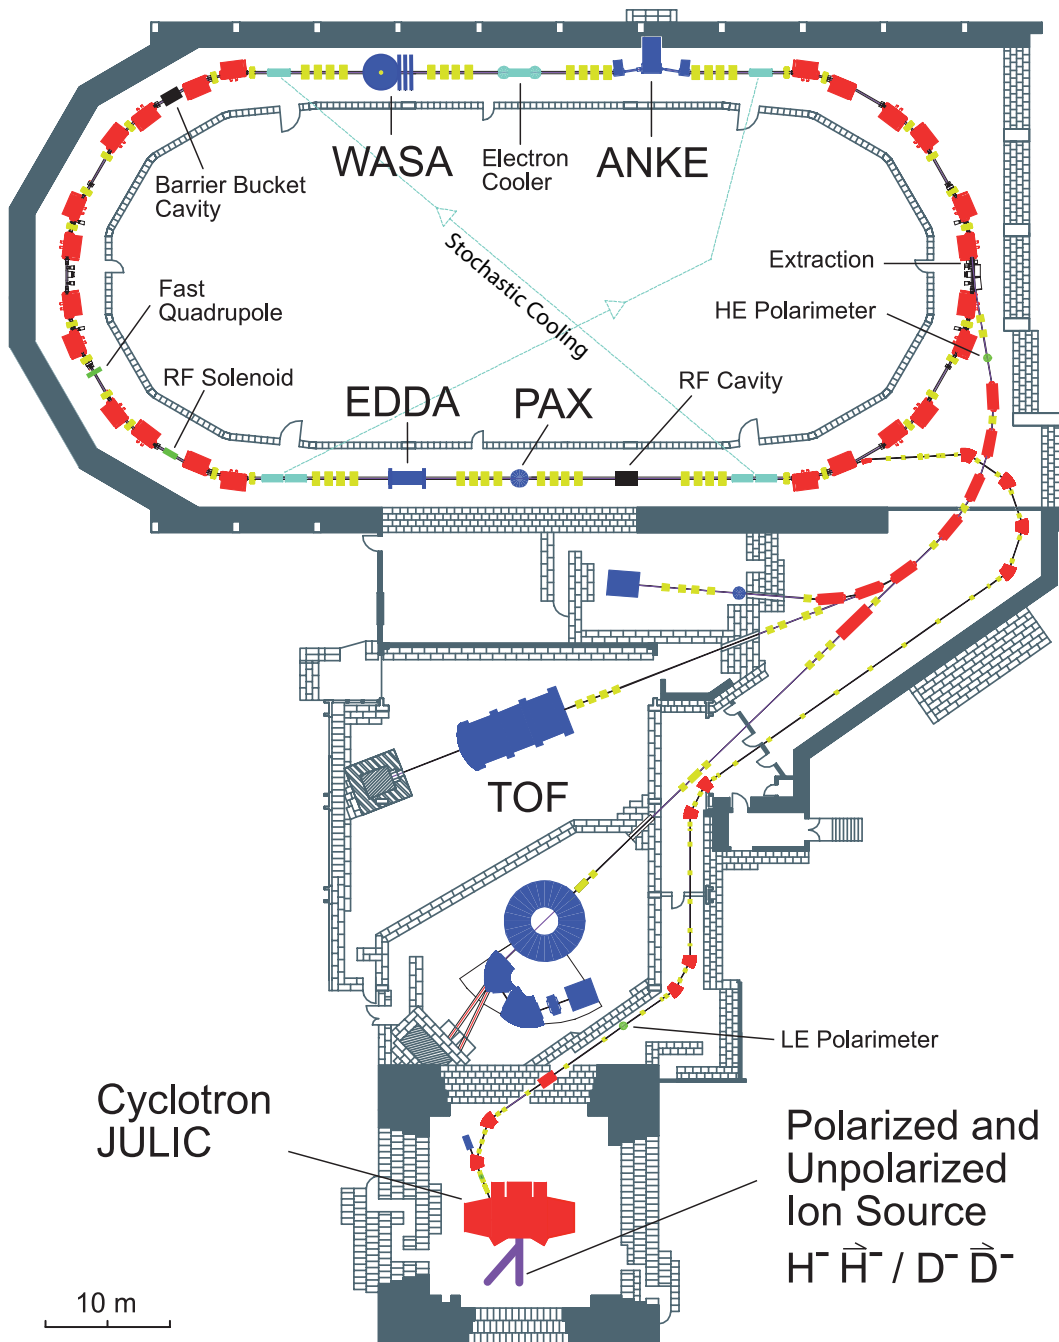 WASA
Electron
Cooler
ANKE
Barrier Bucket
Cavity
Stochastic Cooling
Extraction
Fast
Quadrupole
HE Polarimeter
RF Solenoid
EDDA
PAX
RF Cavity
TOF
LE Polarimeter
Cyclotron
JULIC
Polarized and
Unpolarized
Ion Source
H⁻ H⃗⁻ / D⁻ D⃗⁻
10 m